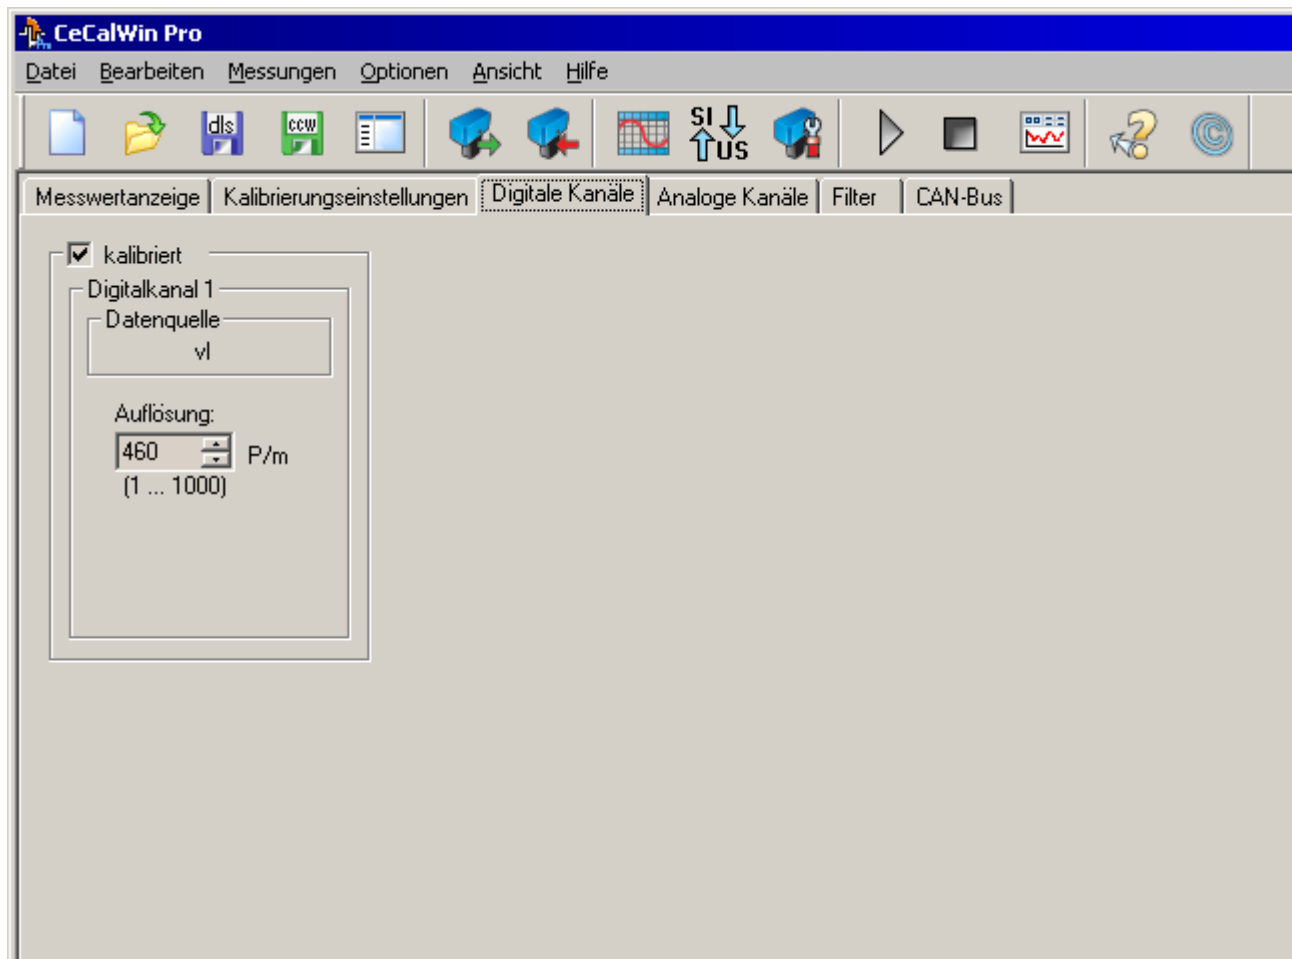 CeCalWin Pro
Datei Bearbeiten Messungen Optionen Ansicht Hilfe
dls ccw SI US
Messwertanzeige Kalibrierungseinstellungen Digitale Kanäle Analoge Kanäle Filter CAN-Bus
kalibriert
Digitalkanal 1
Datenquelle
vl
Auflösung:
460 P/m
(1 ... 1000)